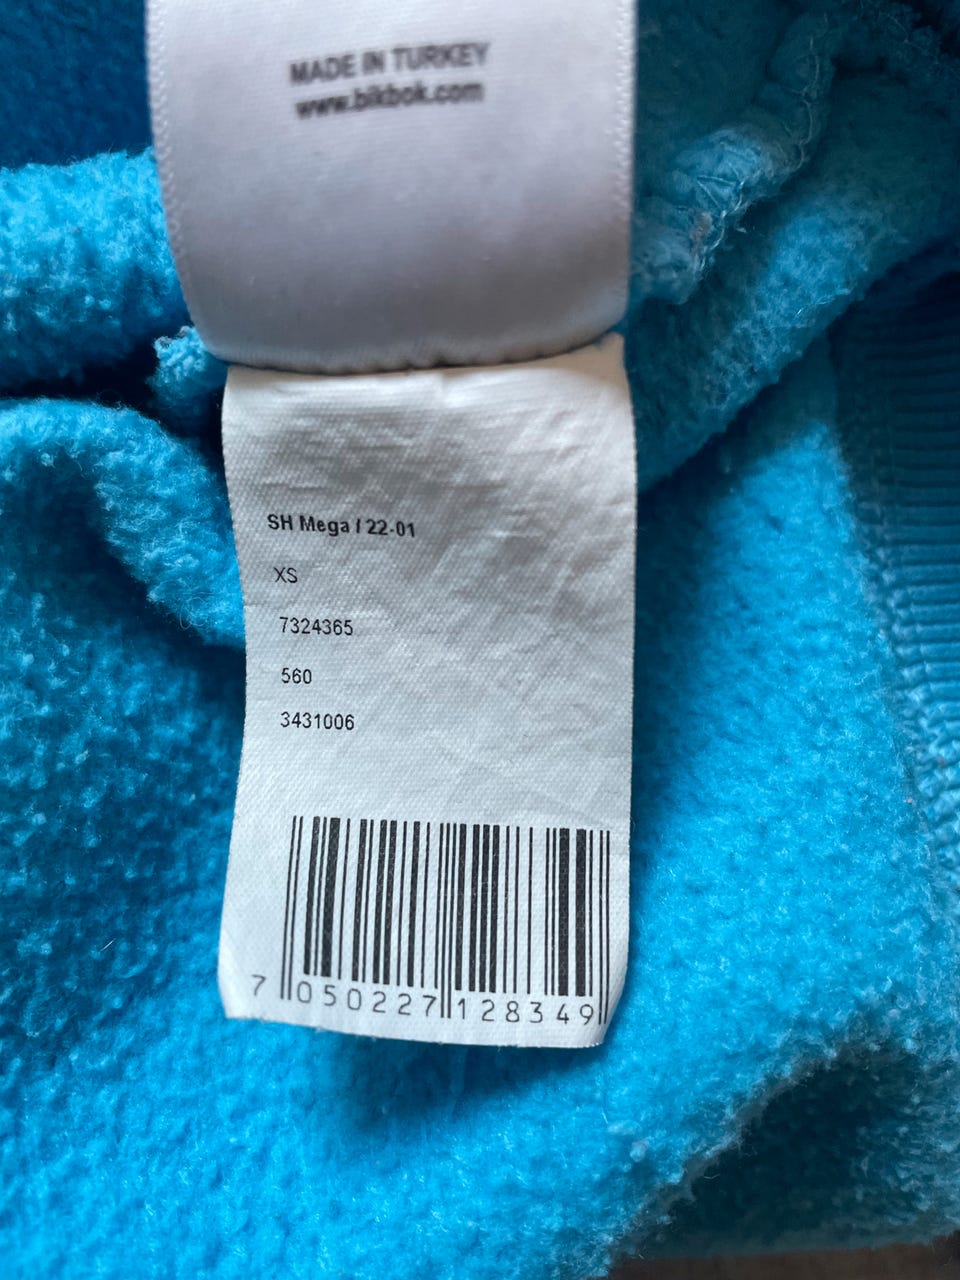 MADE IN TURKEY
www.bikbok.com
SH Mega / 22-01
XS
7324365
560
3431006
7 050227 128349